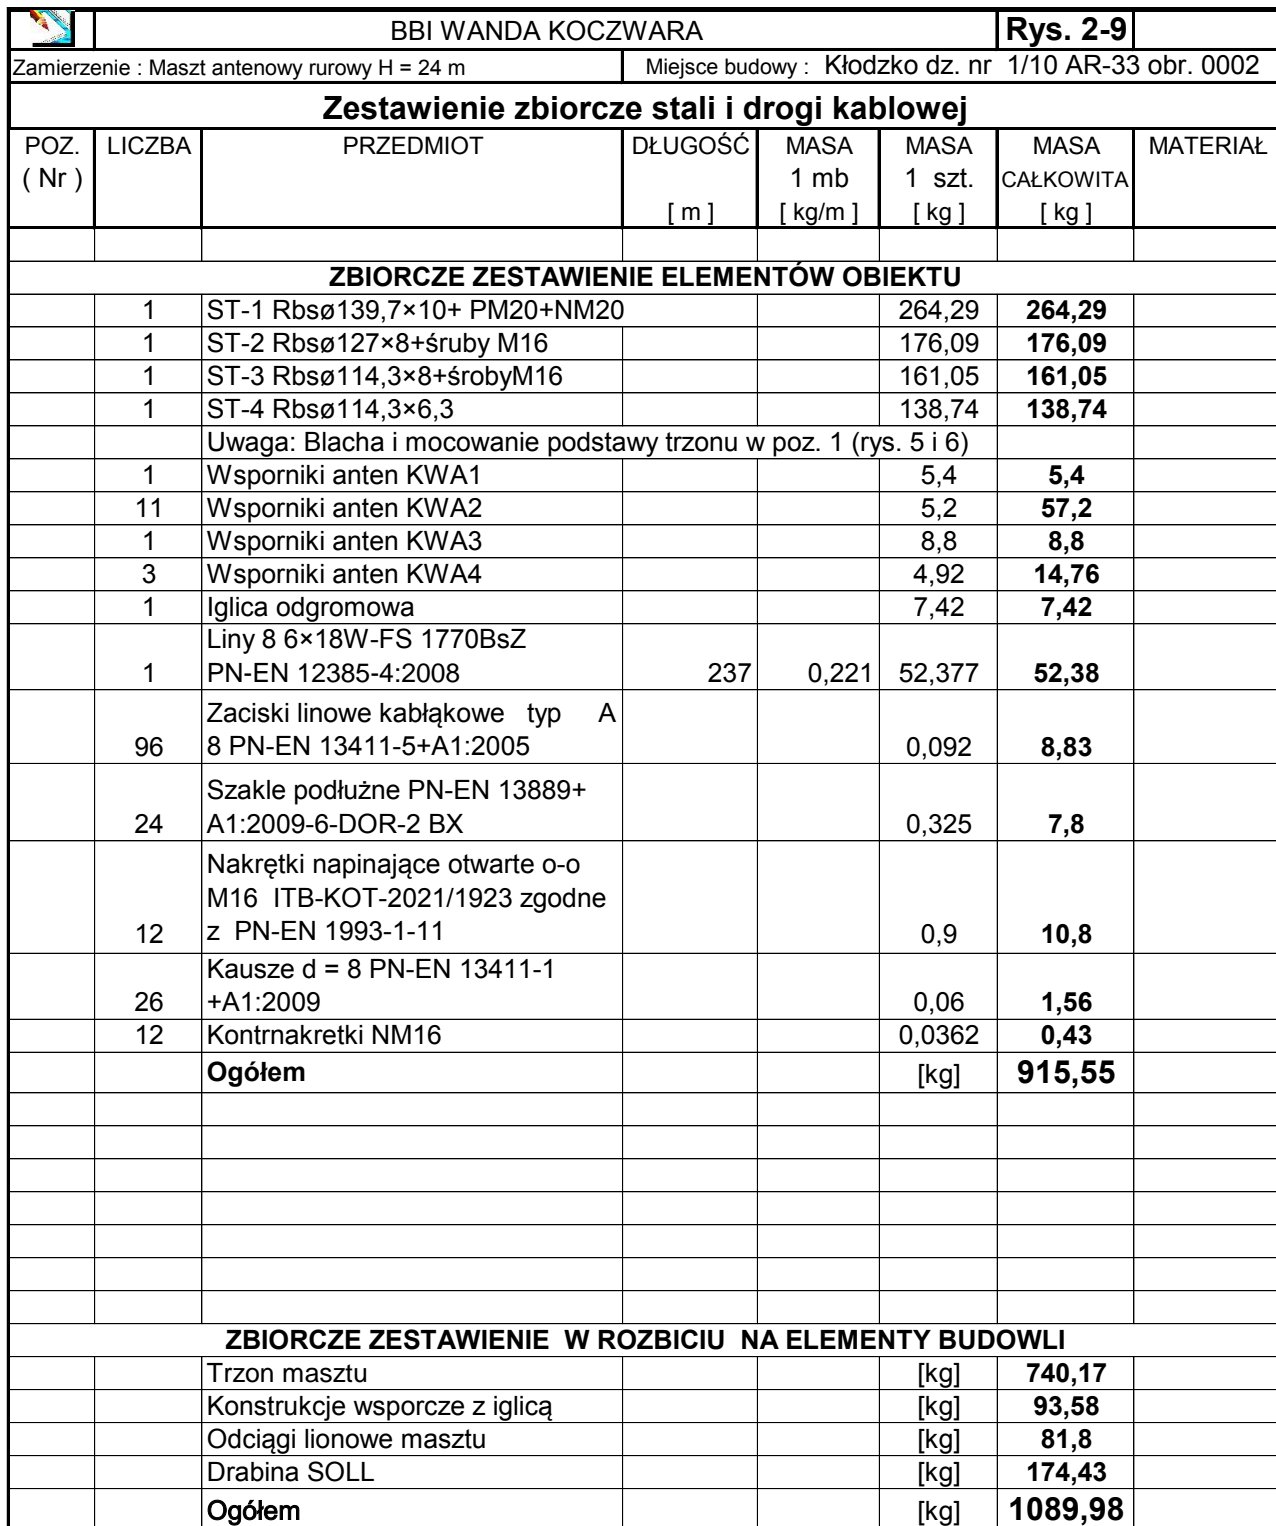 BBI WANDA KOCZWARA Rys. 2-9
Zamierzenie : Maszt antenowy rurowy H = 24 m Miejsce budowy : Kłodzko dz. nr 1/10 AR-33 obr. 0002
Zestawienie zbiorcze stali i drogi kablowej
POZ. LICZBA PRZEDMIOT DŁUGOŚĆ MASA MASA MASA MATERIAŁ
( Nr ) 1 mb 1 szt. CAŁKOWITA
[ m ] [ kg/m ] [ kg ] [ kg ]
ZBIORCZE ZESTAWIENIE ELEMENTÓW OBIEKTU
1 ST-1 Rbsø139,7×10+ PM20+NM20 264,29 264,29
1 ST-2 Rbsø127×8+śruby M16 176,09 176,09
1 ST-3 Rbsø114,3×8+śrobyM16 161,05 161,05
1 ST-4 Rbsø114,3×6,3 138,74 138,74
Uwaga: Blacha i mocowanie podstawy trzonu w poz. 1 (rys. 5 i 6)
1 Wsporniki anten KWA1 5,4 5,4
11 Wsporniki anten KWA2 5,2 57,2
1 Wsporniki anten KWA3 8,8 8,8
3 Wsporniki anten KWA4 4,92 14,76
1 Iglica odgromowa 7,42 7,42
Liny 8 6×18W-FS 1770BsZ
1 PN-EN 12385-4:2008 237 0,221 52,377 52,38
Zaciski linowe kabłąkowe typ A
96 8 PN-EN 13411-5+A1:2005 0,092 8,83
Szakle podłużne PN-EN 13889+
24 A1:2009-6-DOR-2 BX 0,325 7,8
Nakrętki napinające otwarte o-o
M16 ITB-KOT-2021/1923 zgodne
12 z PN-EN 1993-1-11 0,9 10,8
Kausze d = 8 PN-EN 13411-1
26 +A1:2009 0,06 1,56
12 Kontrnakretki NM16 0,0362 0,43
Ogółem [kg] 915,55
ZBIORCZE ZESTAWIENIE W ROZBICIU NA ELEMENTY BUDOWLI
Trzon masztu [kg] 740,17
Konstrukcje wsporcze z iglicą [kg] 93,58
Odciągi lionowe masztu [kg] 81,8
Drabina SOLL [kg] 174,43
Ogółem [kg] 1089,98